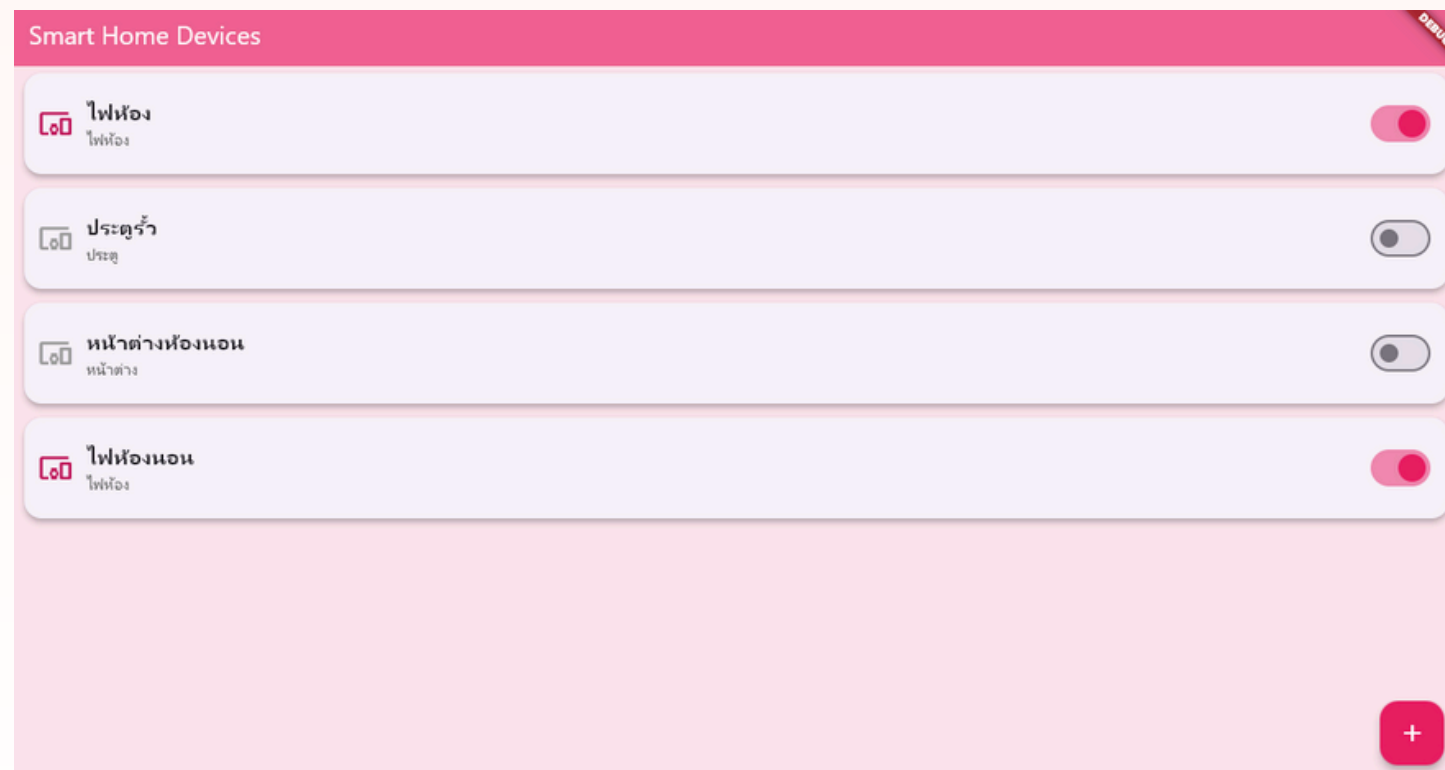 Smart Home Devices
ไฟห้อง
ไฟห้อง
ประตูรั้ว
ประตู
หน้าต่างห้องนอน
หน้าต่าง
ไฟห้องนอน
ไฟห้อง
+